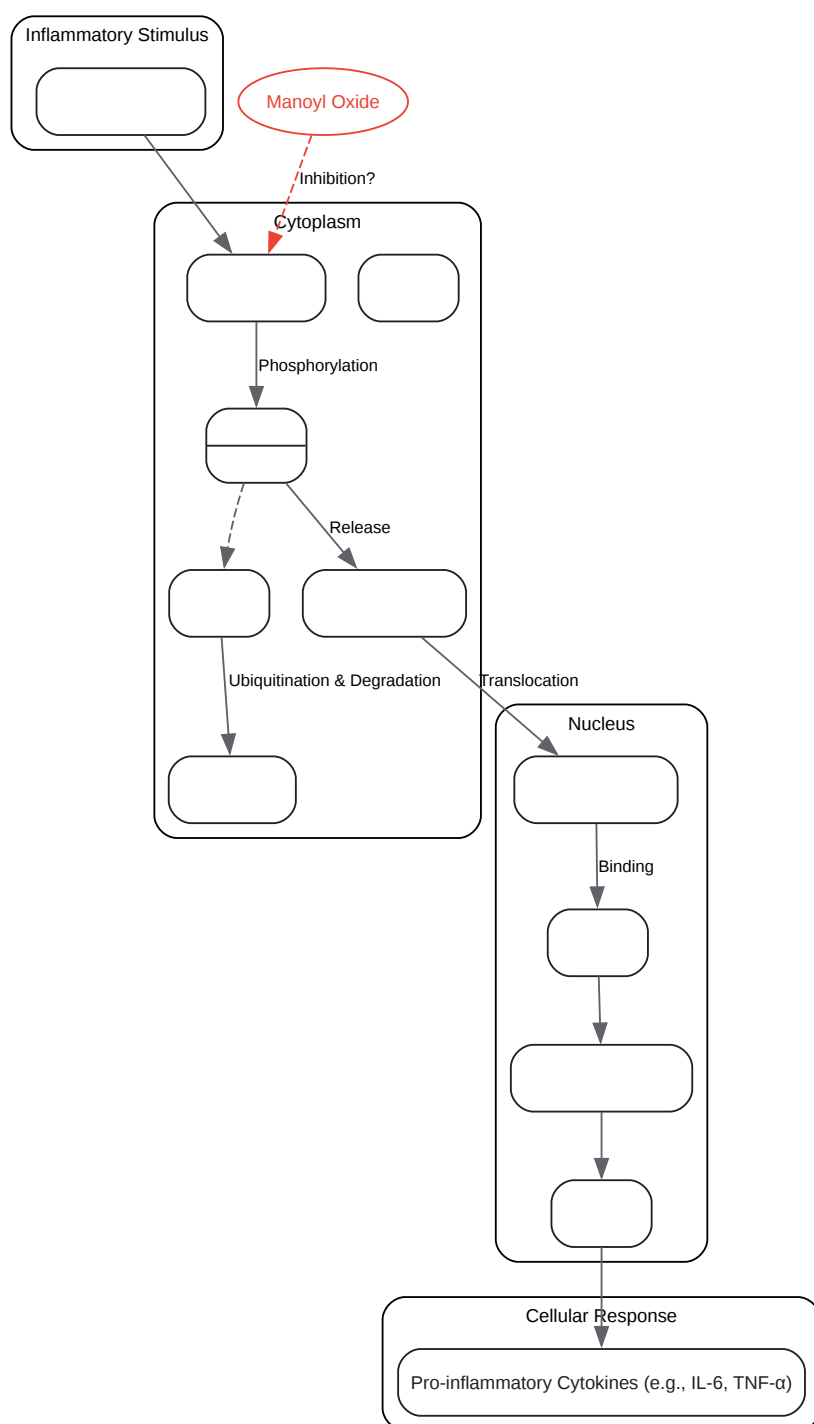 Inflammatory Stimulus
Manoyl Oxide
Inhibition?
Cytoplasm
Phosphorylation
Release
Ubiquitination & Degradation
Translocation
Nucleus
Binding
Cellular Response
Pro-inflammatory Cytokines (e.g., IL-6, TNF-α)